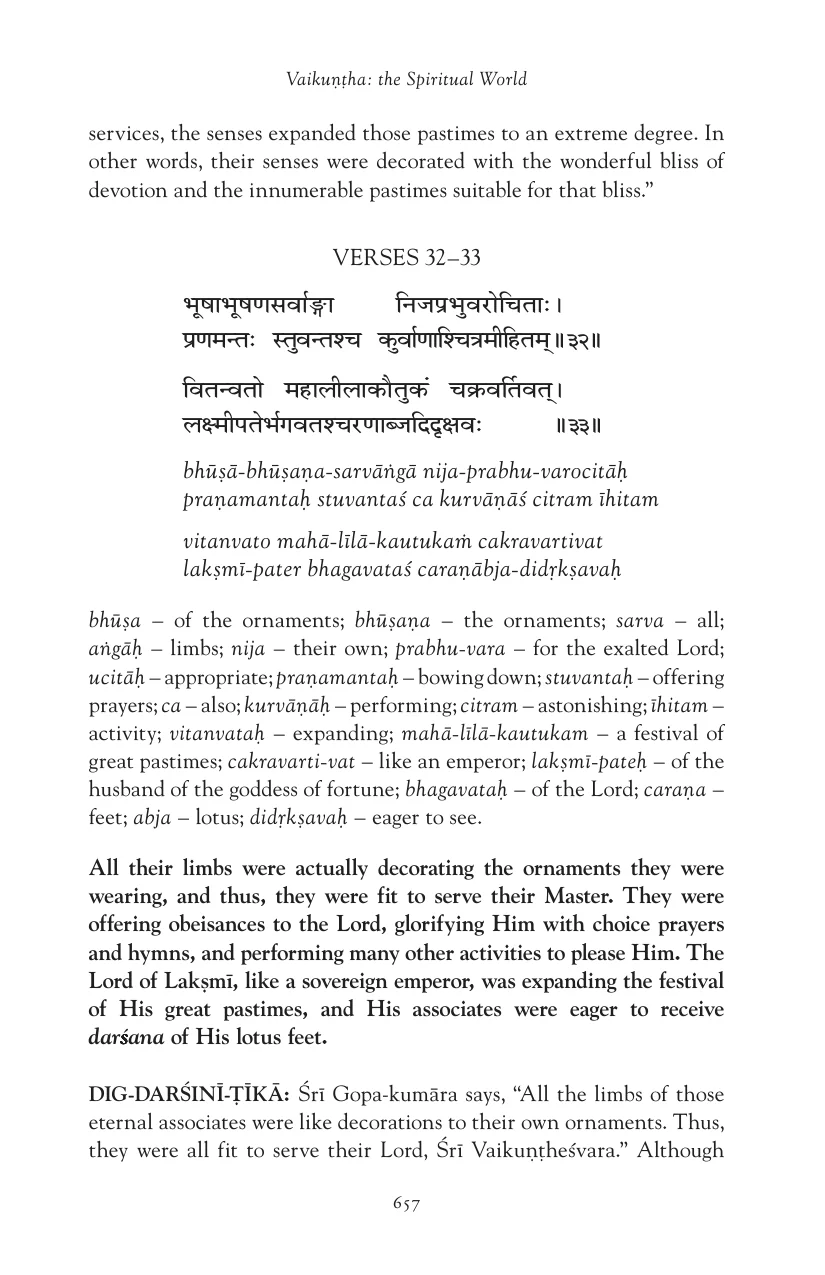 Vaikuṇṭha: the Spiritual World
services, the senses expanded those pastimes to an extreme degree. In
other words, their senses were decorated with the wonderful bliss of
devotion and the innumerable pastimes suitable for that bliss.”
VERSES 32–33
भूषाभूषणसर्वाङ्गा निजप्रभुवरोचिताः ।
प्रणमन्तः स्तुवन्तश्च कुर्वाणाश्चित्रमीहितम् ॥ ३२ ॥
वितन्वतो महालीलाकौतुकं चक्रवर्तिवत् ।
लक्ष्मीपतेर्भगवतश्चरणाब्जदिदृक्षवः ॥ ३३ ॥
bhūṣā-bhūṣaṇa-sarvāṅgā nija-prabhu-varocitāḥ
praṇamantaḥ stuvantaś ca kurvāṇāś citram īhitam
vitanvato mahā-līlā-kautukaṁ cakravartivat
lakṣmī-pater bhagavataś caraṇābja-didṛkṣavaḥ
bhūṣa – of the ornaments; bhūṣaṇa – the ornaments; sarva – all;
aṅgāḥ – limbs; nija – their own; prabhu-vara – for the exalted Lord;
ucitāḥ – appropriate; praṇamantaḥ – bowing down; stuvantaḥ – offering
prayers; ca – also; kurvāṇāḥ – performing; citram – astonishing; īhitam –
activity; vitanvataḥ – expanding; mahā-līlā-kautukam – a festival of
great pastimes; cakravarti-vat – like an emperor; lakṣmī-pateḥ – of the
husband of the goddess of fortune; bhagavataḥ – of the Lord; caraṇa –
feet; abja – lotus; didṛkṣavaḥ – eager to see.
All their limbs were actually decorating the ornaments they were
wearing, and thus, they were fit to serve their Master. They were
offering obeisances to the Lord, glorifying Him with choice prayers
and hymns, and performing many other activities to please Him. The
Lord of Lakṣmī, like a sovereign emperor, was expanding the festival
of His great pastimes, and His associates were eager to receive
darśana of His lotus feet.
DIG-DARŚINĪ-ṬĪKĀ: Śrī Gopa-kumāra says, “All the limbs of those
eternal associates were like decorations to their own ornaments. Thus,
they were all fit to serve their Lord, Śrī Vaikuṇṭheśvara.” Although
657